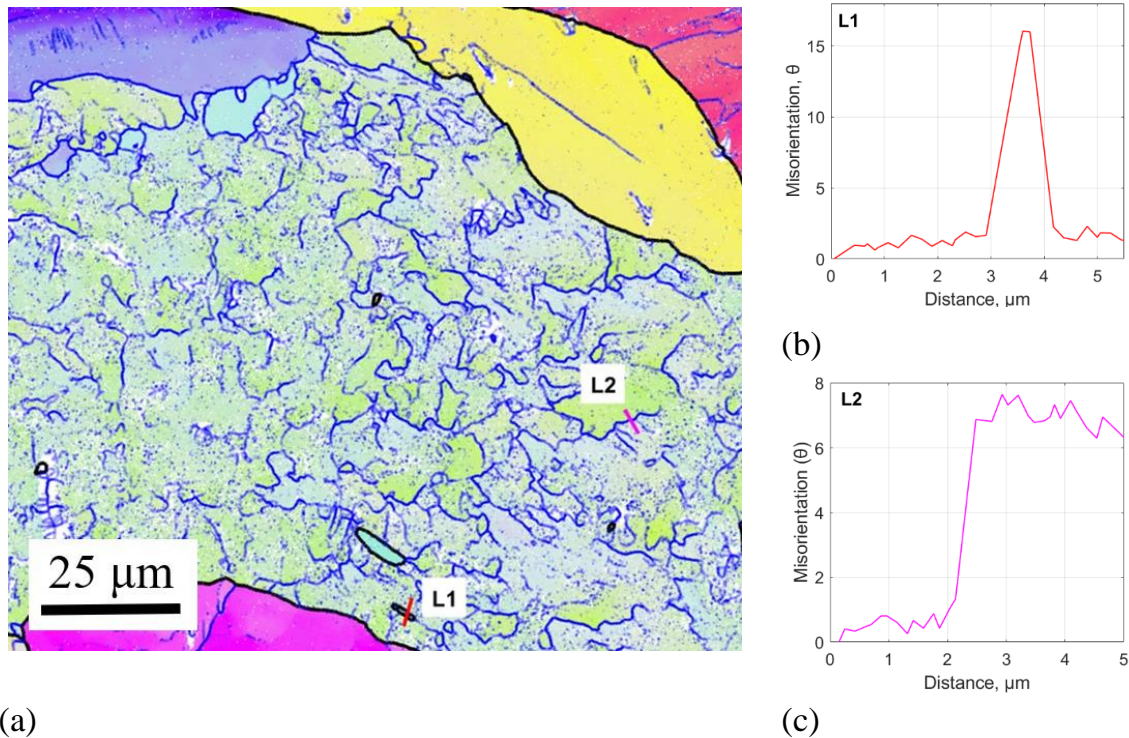 L2
L1
25 μm
(a)
L1
Misorientation, θ
15
10
5
0
0
1
2
3
4
5
Distance, μm
(b)
L2
Misorientation (θ)
8
6
4
2
0
0
1
2
3
4
5
Distance, μm
(c)